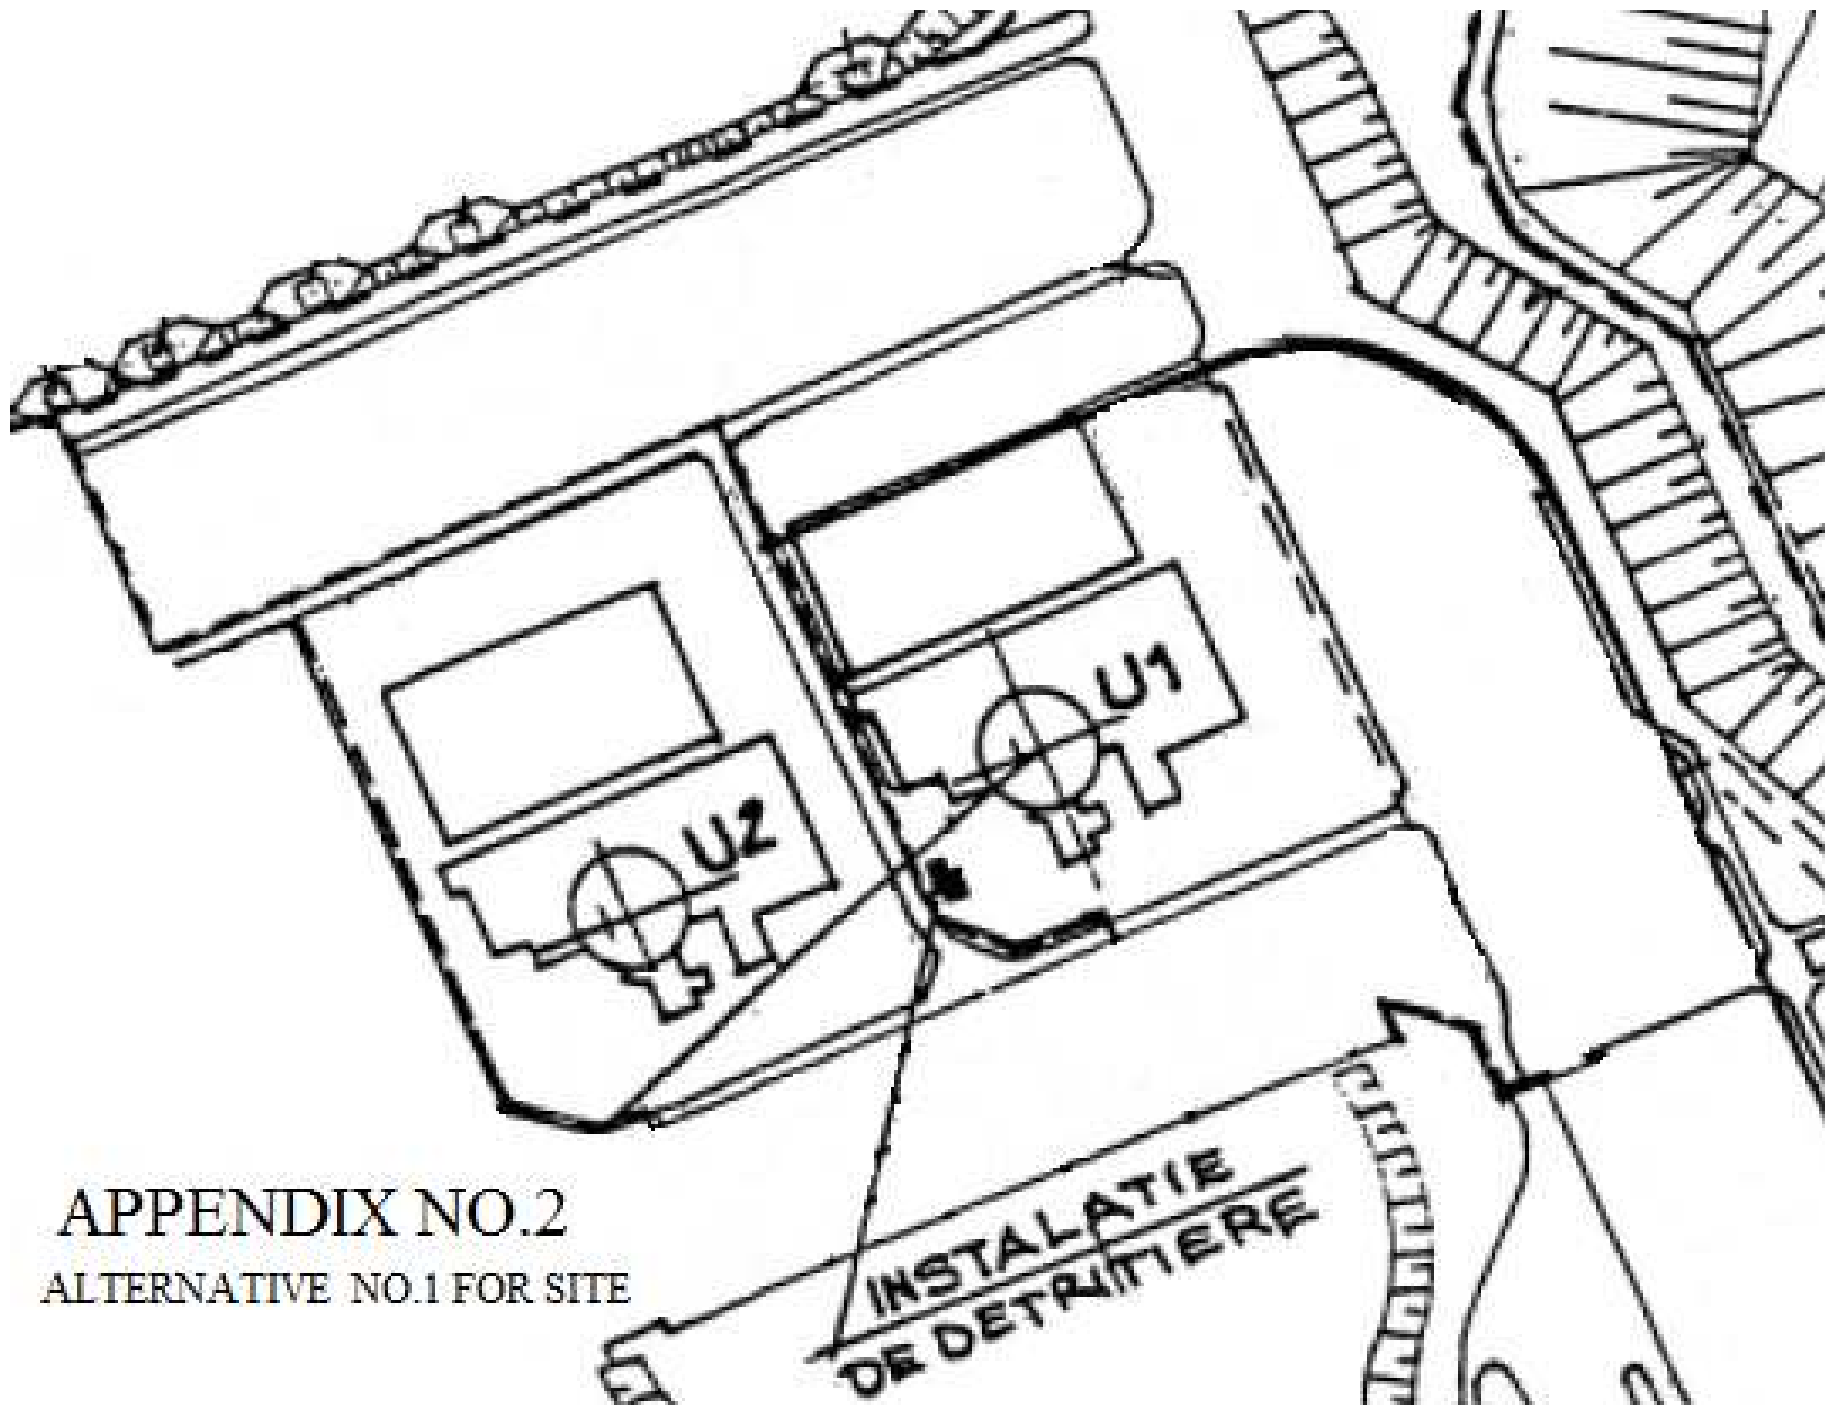 U1
U2
APPENDIX NO.2
ALTERNATIVE NO.1 FOR SITE
INSTALATIE
DE DETRITIERE